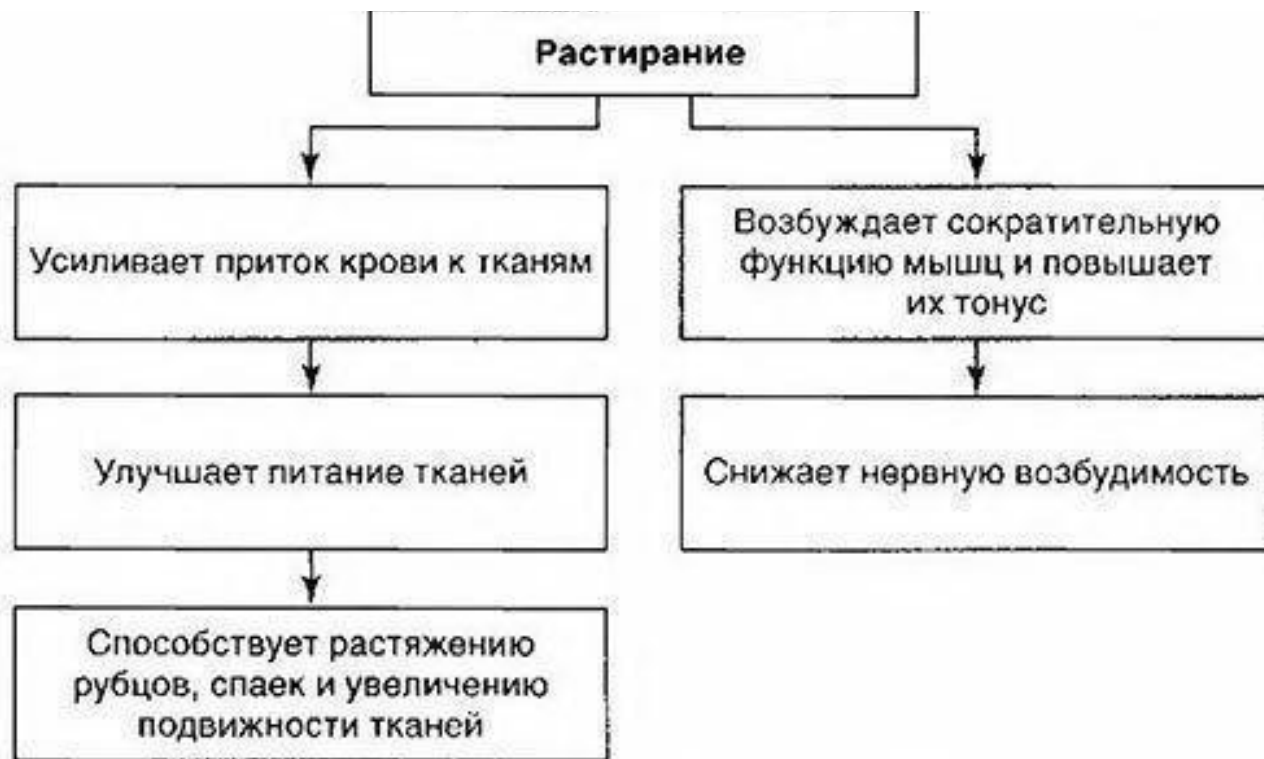 Растирание
Усиливает приток крови к тканям
Возбуждает сократительную
функцию мышц и повышает
их тонус
Улучшает питание тканей
Снижает нервную возбудимость
Способствует растяжению
рубцов, спаек и увеличению
подвижности тканей